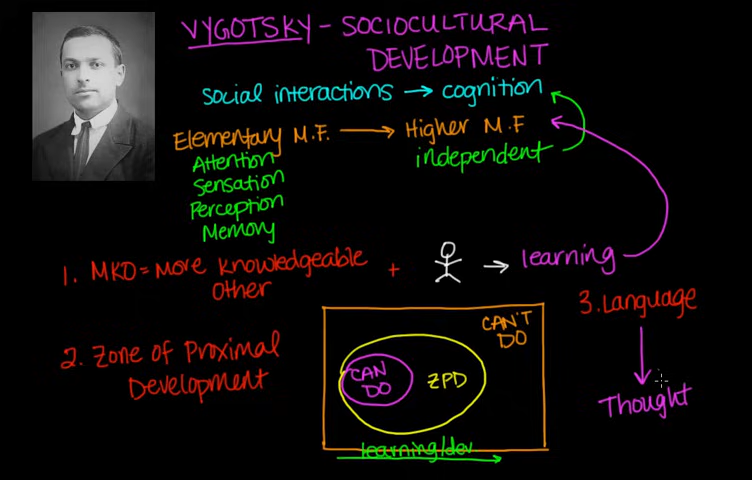 VYGOTSKY - SOCIOCULTURAL
DEVELOPMENT
social interactions → cognition
Elementary M.F. → Higher M.F
Attention
Sensation
Perception
Memory
independent
1. MKD = More Knowledgeable
Other
+
→ learning
2. Zone of Proximal
Development
CAN'T
DO
CAN
DO
ZPD
learning/dev
3. Language
Thought